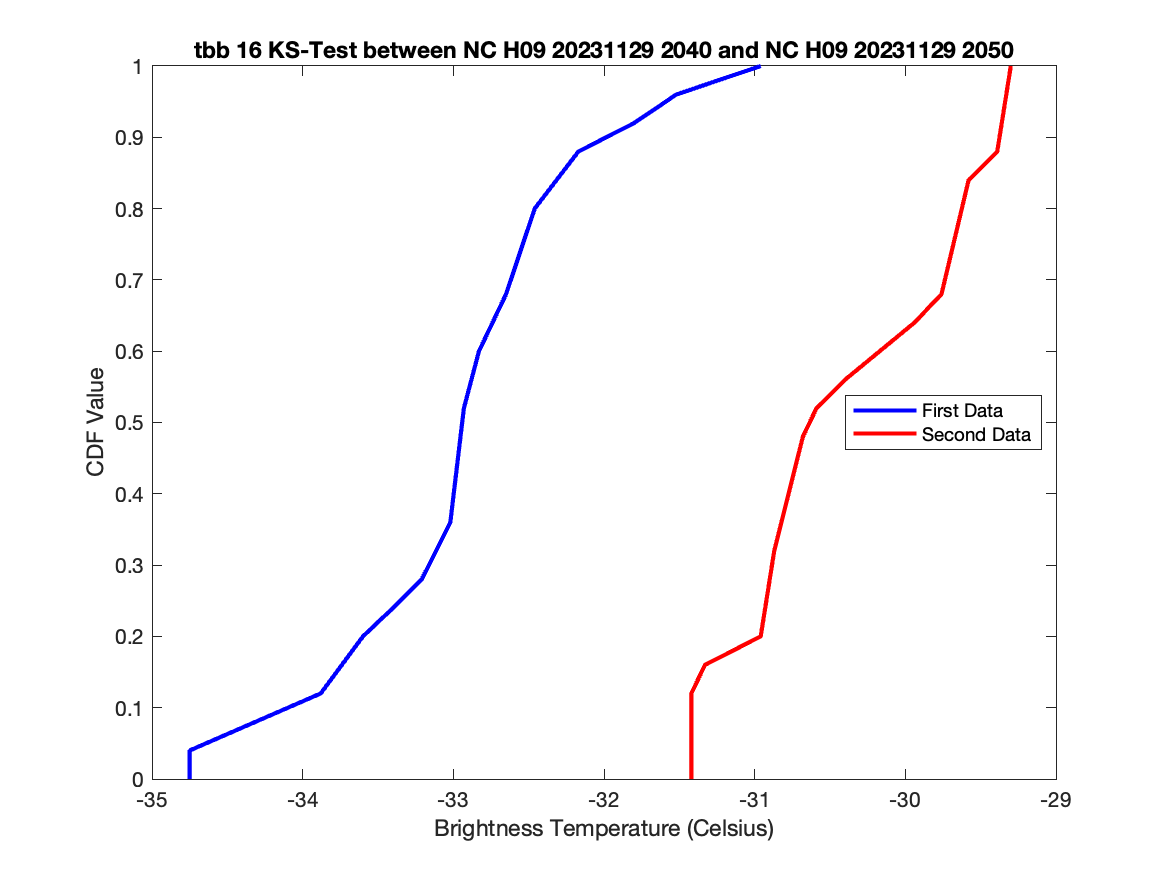 tbb 16 KS-Test between NC H09 20231129 2040 and NC H09 20231129 2050
1
0.9
0.8
0.7
0.6
0.5
0.4
0.3
0.2
0.1
0
CDF Value
First Data
Second Data
-35 -34 -33 -32 -31 -30 -29
Brightness Temperature (Celsius)